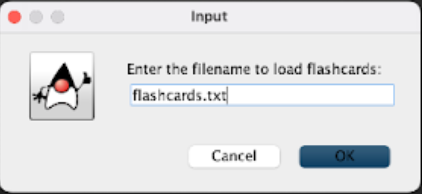 Input
Enter the filename to load flashcards:
flashcards.txt
Cancel
OK